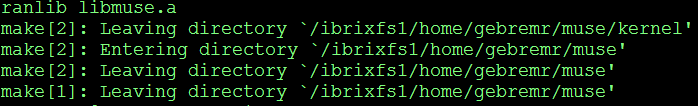 ranlib libmuse.a
make[2]: Leaving directory `/ibrixfs1/home/gebremr/muse/kernel'
make[2]: Entering directory `/ibrixfs1/home/gebremr/muse'
make[2]: Leaving directory `/ibrixfs1/home/gebremr/muse'
make[1]: Leaving directory `/ibrixfs1/home/gebremr/muse'